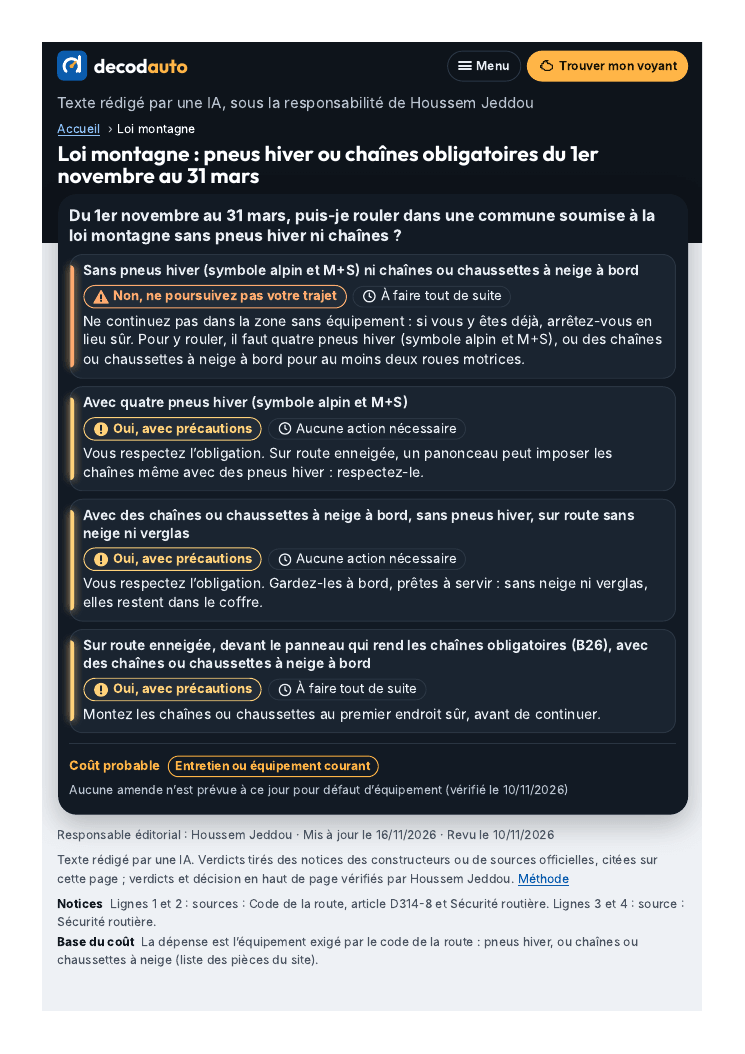 decodauto
Menu
Trouver mon voyant
Texte rédigé par une IA, sous la responsabilité de Houssem Jeddou
Accueil › Loi montagne
Loi montagne : pneus hiver ou chaînes obligatoires du 1er
novembre au 31 mars
Du 1er novembre au 31 mars, puis-je rouler dans une commune soumise à la
loi montagne sans pneus hiver ni chaînes ?
Sans pneus hiver (symbole alpin et M+S) ni chaînes ou chaussettes à neige à bord
Non, ne poursuivez pas votre trajet
À faire tout de suite
Ne continuez pas dans la zone sans équipement : si vous y êtes déjà, arrêtez-vous en
lieu sûr. Pour y rouler, il faut quatre pneus hiver (symbole alpin et M+S), ou des chaînes
ou chaussettes à neige à bord pour au moins deux roues motrices.
Avec quatre pneus hiver (symbole alpin et M+S)
Oui, avec précautions
Aucune action nécessaire
Vous respectez l’obligation. Sur route enneigée, un panonceau peut imposer les
chaînes même avec des pneus hiver : respectez-le.
Avec des chaînes ou chaussettes à neige à bord, sans pneus hiver, sur route sans
neige ni verglas
Oui, avec précautions
Aucune action nécessaire
Vous respectez l’obligation. Gardez-les à bord, prêtes à servir : sans neige ni verglas,
elles restent dans le coffre.
Sur route enneigée, devant le panneau qui rend les chaînes obligatoires (B26), avec
des chaînes ou chaussettes à neige à bord
Oui, avec précautions
À faire tout de suite
Montez les chaînes ou chaussettes au premier endroit sûr, avant de continuer.
Coût probable
Entretien ou équipement courant
Aucune amende n’est prévue à ce jour pour défaut d’équipement (vérifié le 10/11/2026)
Responsable éditorial : Houssem Jeddou · Mis à jour le 16/11/2026 · Revu le 10/11/2026
Texte rédigé par une IA. Verdicts tirés des notices des constructeurs ou de sources officielles, citées sur
cette page ; verdicts et décision en haut de page vérifiés par Houssem Jeddou. Méthode
Notices Lignes 1 et 2 : sources : Code de la route, article D314-8 et Sécurité routière. Lignes 3 et 4 : source :
Sécurité routière.
Base du coût La dépense est l’équipement exigé par le code de la route : pneus hiver, ou chaînes ou
chaussettes à neige (liste des pièces du site).